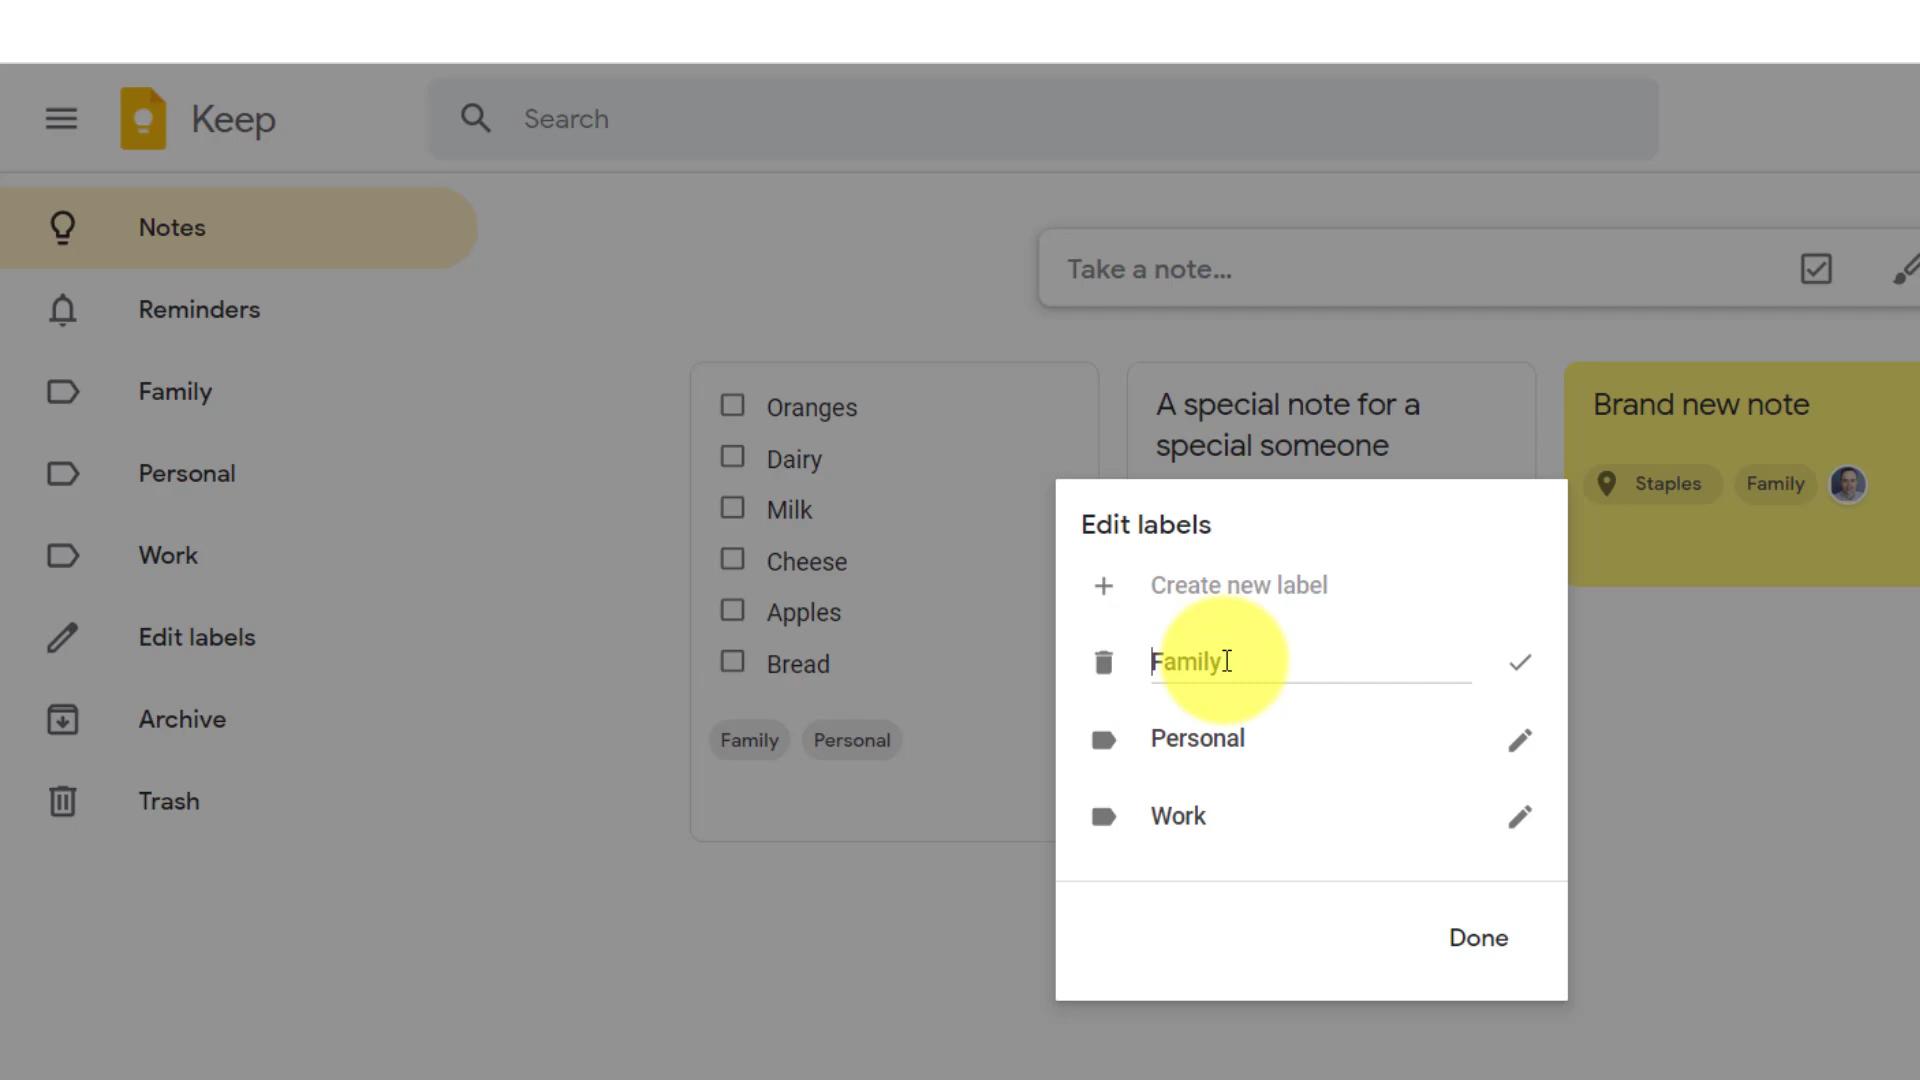 Keep
Search
Notes
Reminders
Family
Personal
Work
Edit labels
Archive
Trash
Take a note...
Oranges
Dairy
Milk
Cheese
Apples
Bread
Family Personal
A special note for a
special someone
Brand new note
Staples Family
Edit labels
Create new label
Family
Personal
Work
Done